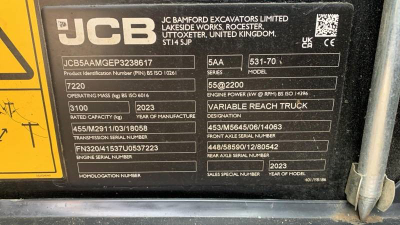 JCB
JC BAMFORD EXCAVATORS LIMITED
LAKESIDE WORKS, ROCESTER,
UTTOXETER, UNITED KINGDOM,
ST14 5JP
UK
CA
CE
JCB5AAMGEP3238617
5AA
531-70
Product Identification Number (PIN) BS ISO 10261
SERIES
MODEL
7220
55@2200
OPERATING MASS (kg) BS ISO 6016
ENGINE POWER (kW @ RPM) BS ISO 14396
3100
2023
VARIABLE REACH TRUCK
RATED CAPACITY (kg)
YEAR OF MANUFACTURE
DESIGNATION
455/M2911/03/18058
453/M5645/06/14063
TRANSMISSION SERIAL NUMBER
FRONT AXLE SERIAL NUMBER
FN320/41537U0537223
448/58590/12/80542
ENGINE SERIAL NUMBER
REAR AXLE SERIAL NUMBER
2023
HOMOLOGATION NUMBER
SALES SPECIAL NUMBER
YEAR OF MODEL